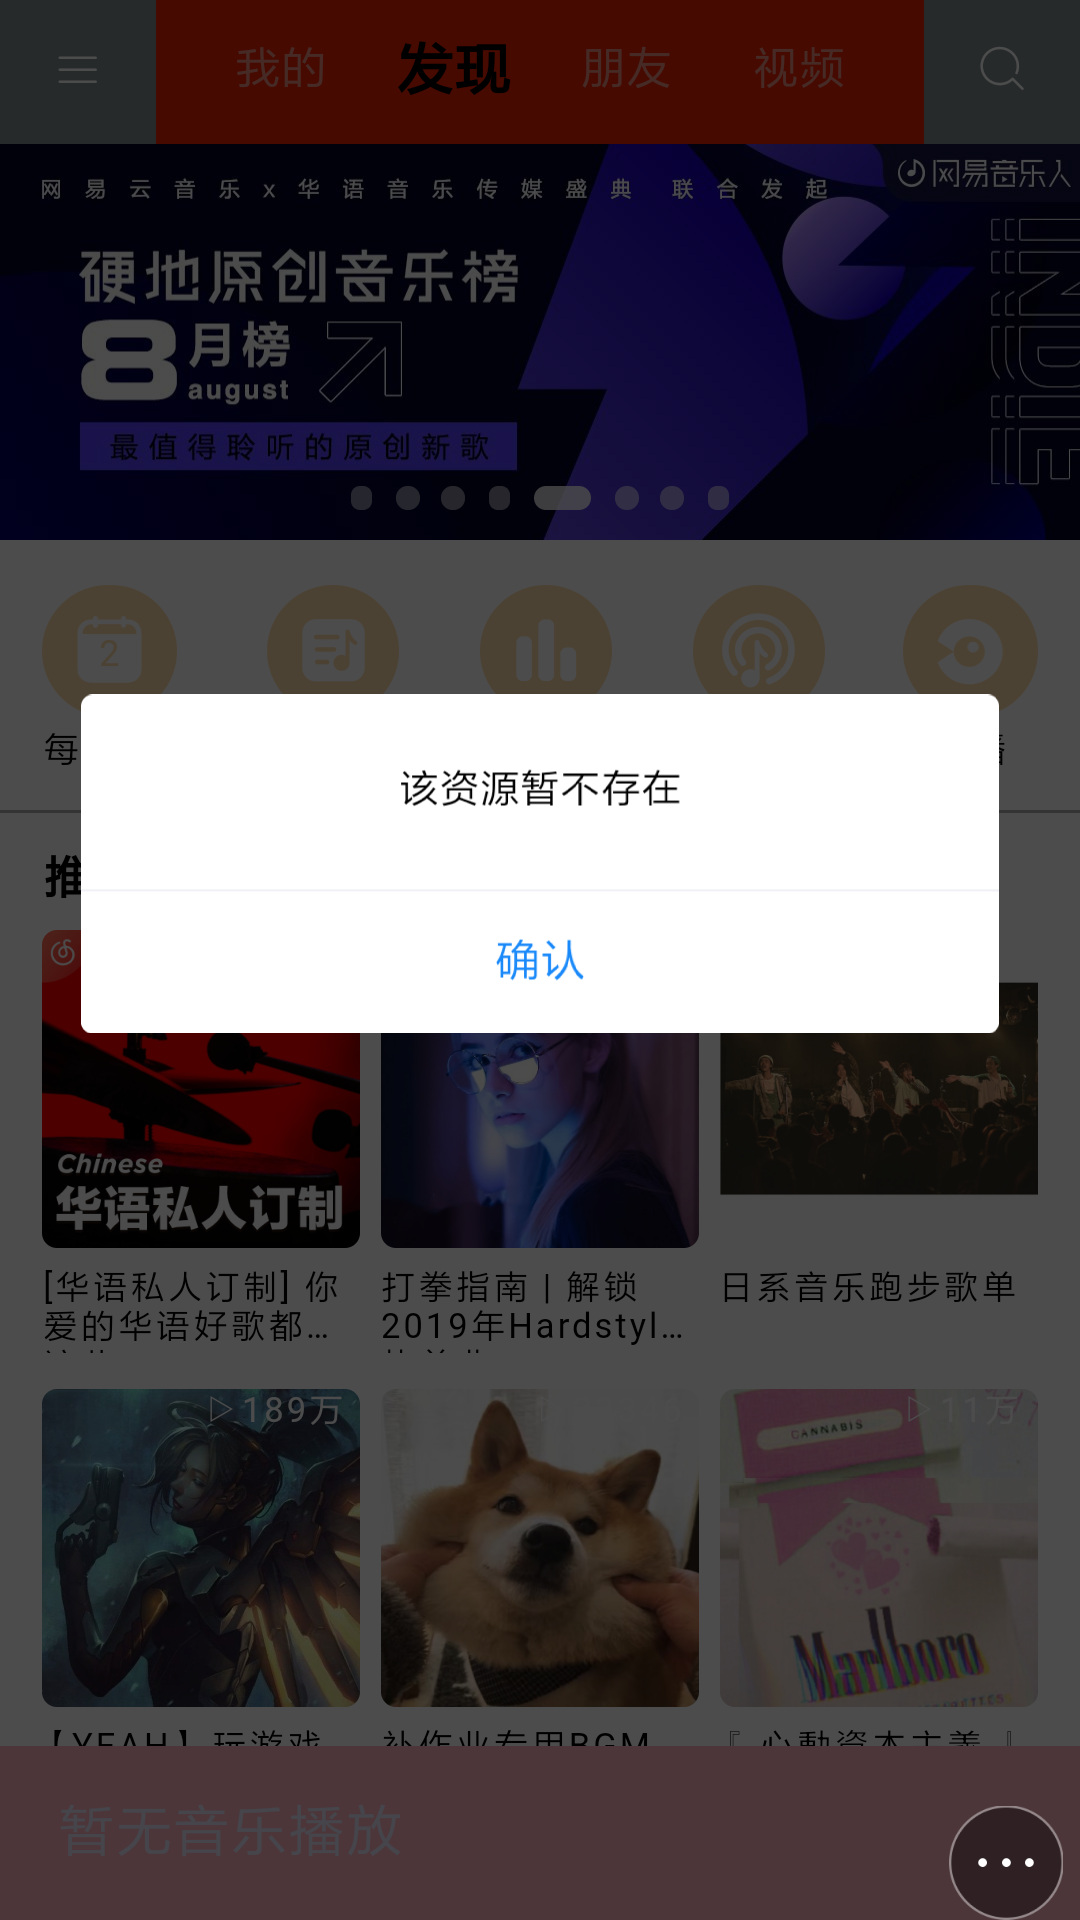 我的 发现 朋友 视频
网易云音乐x华语音乐传媒盛典 联合发起
网易音乐人
硬地原创音乐榜
8月榜
august
最值得聆听的原创新歌
INDIE
2
每
该资源暂不存在
推
确认
Chinese
华语私人订制
[华语私人订制] 你爱的华语好歌都…
打拳指南 | 解锁2019年Hardstyl…
日系音乐跑步歌单
189万
11万
CANNABIS
Marlboro
【YEAH】玩游戏
补作业专用BGM
『 心動資本主義 』
暂无音乐播放